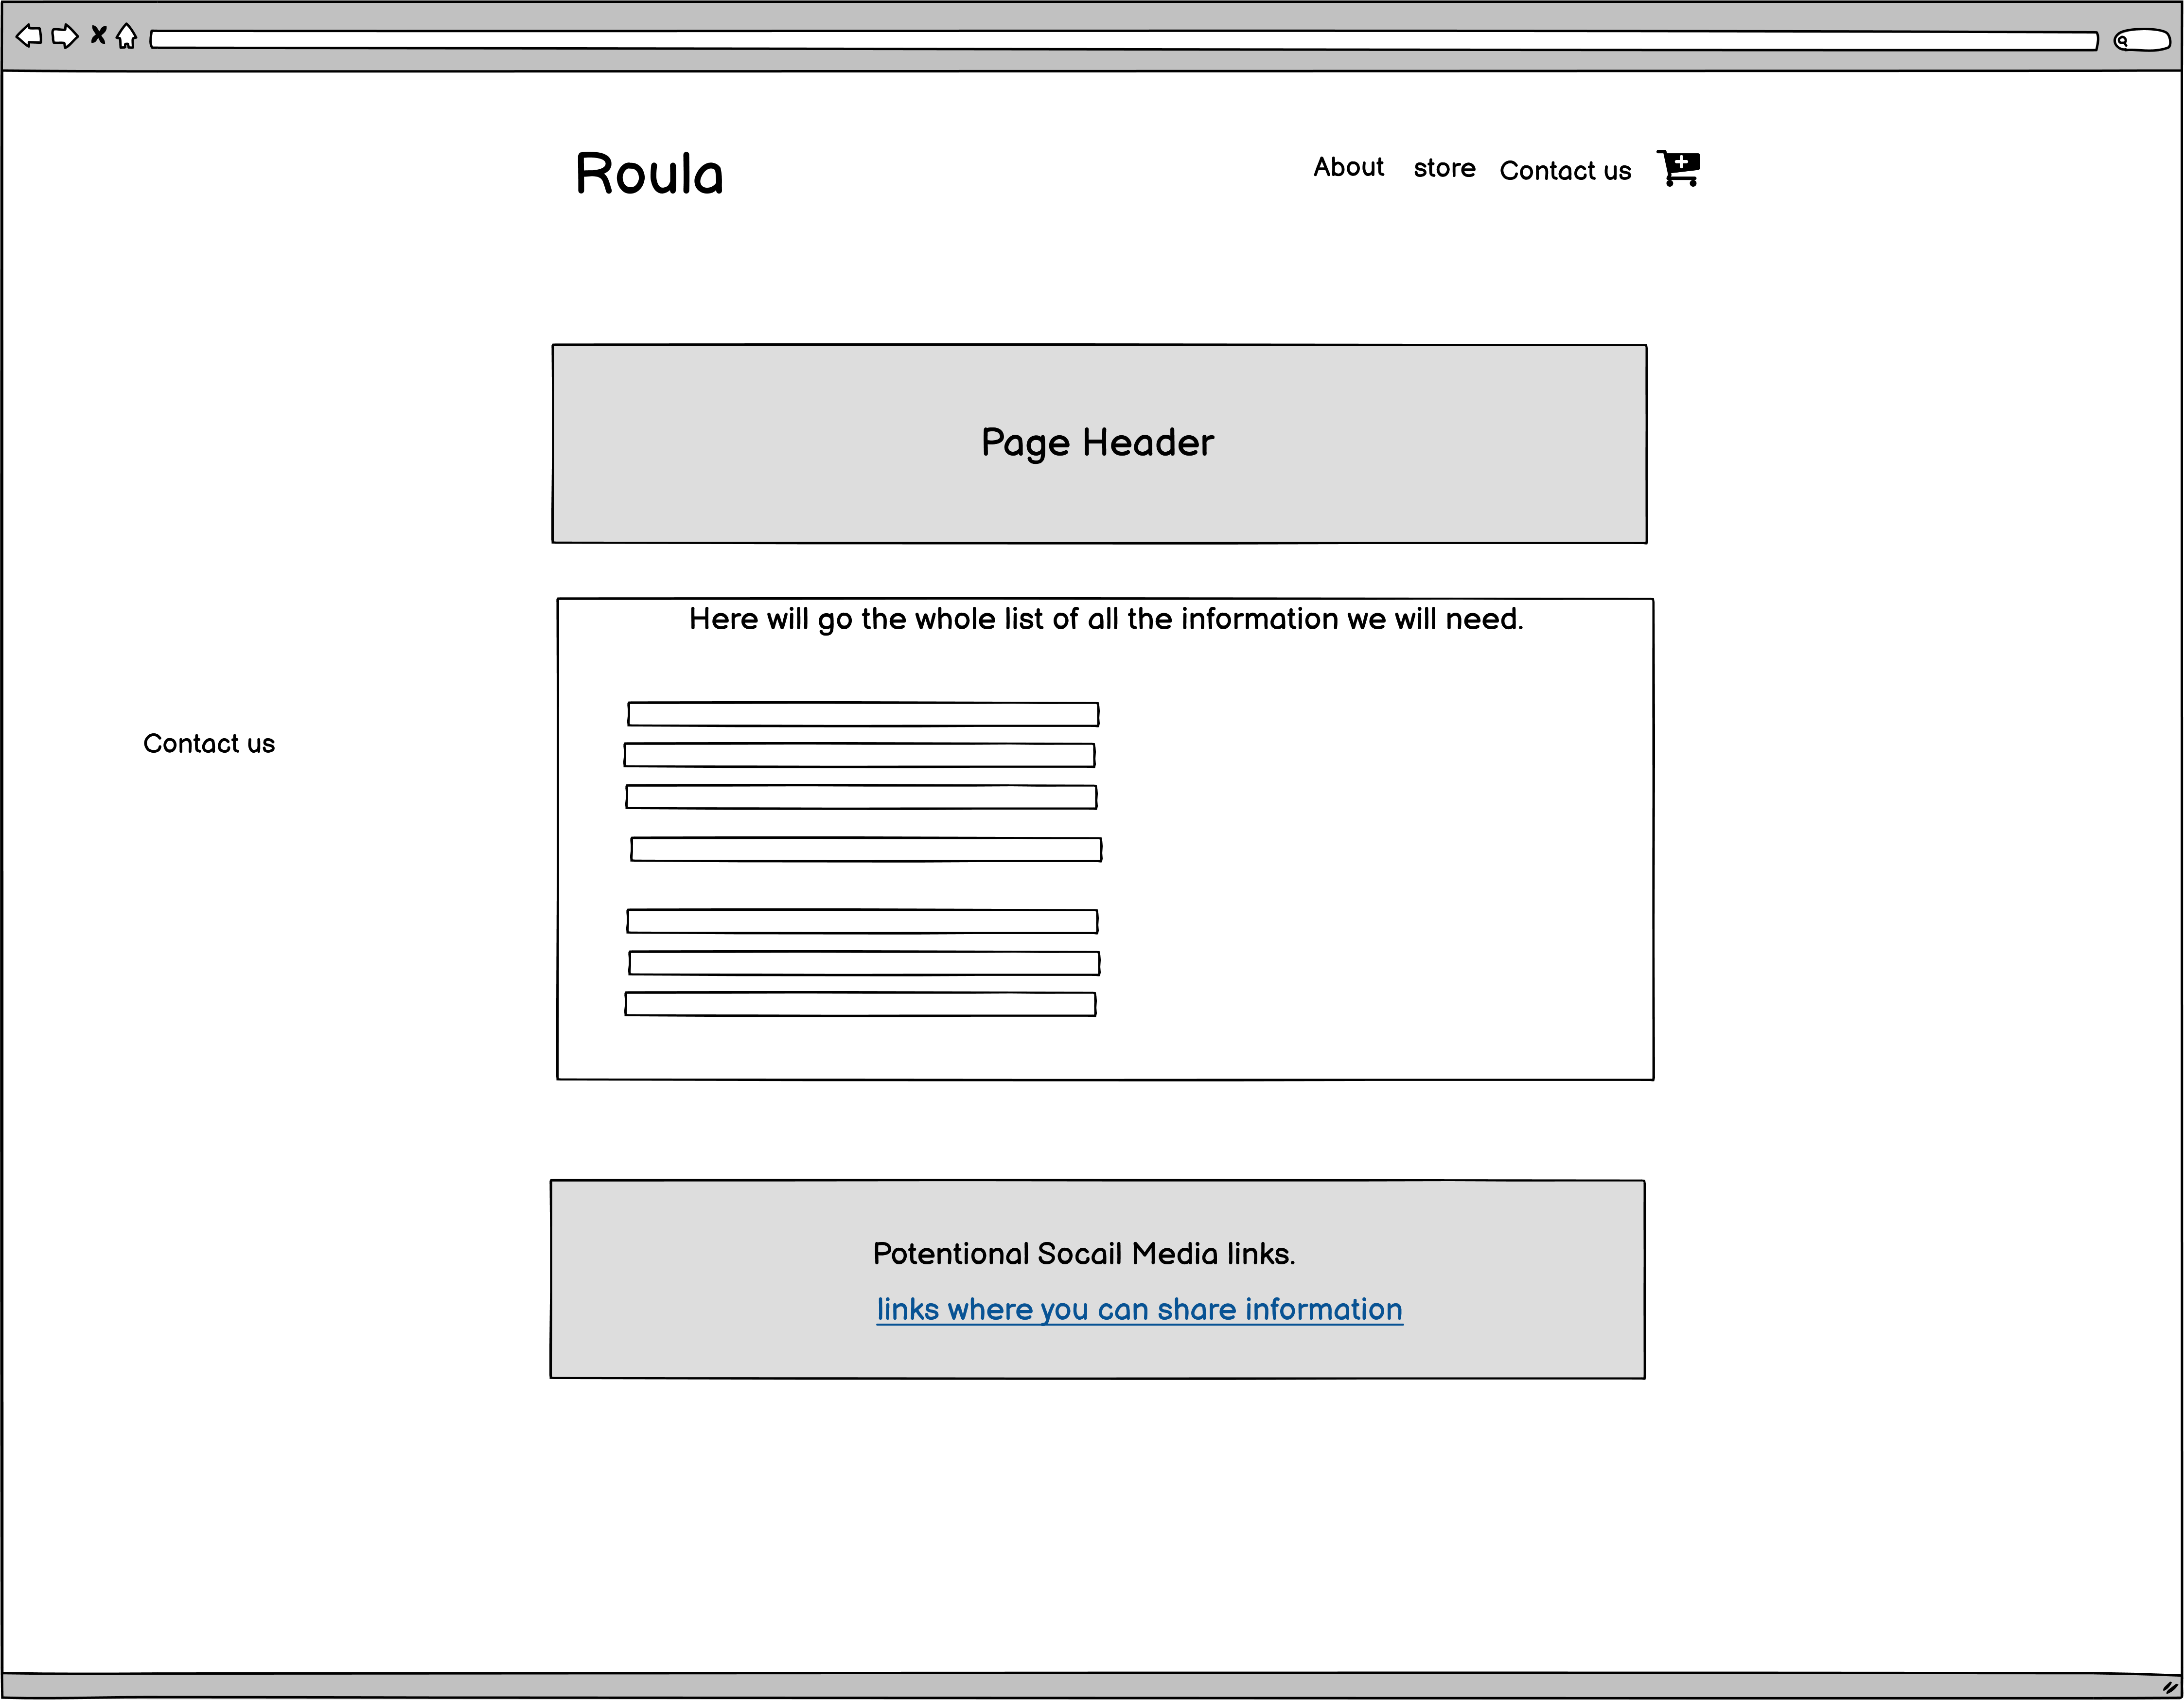 Roula
About store Contact us
Page Header
Here will go the whole list of all the information we will need.
Contact us
Potentional Socail Media links.
links where you can share information